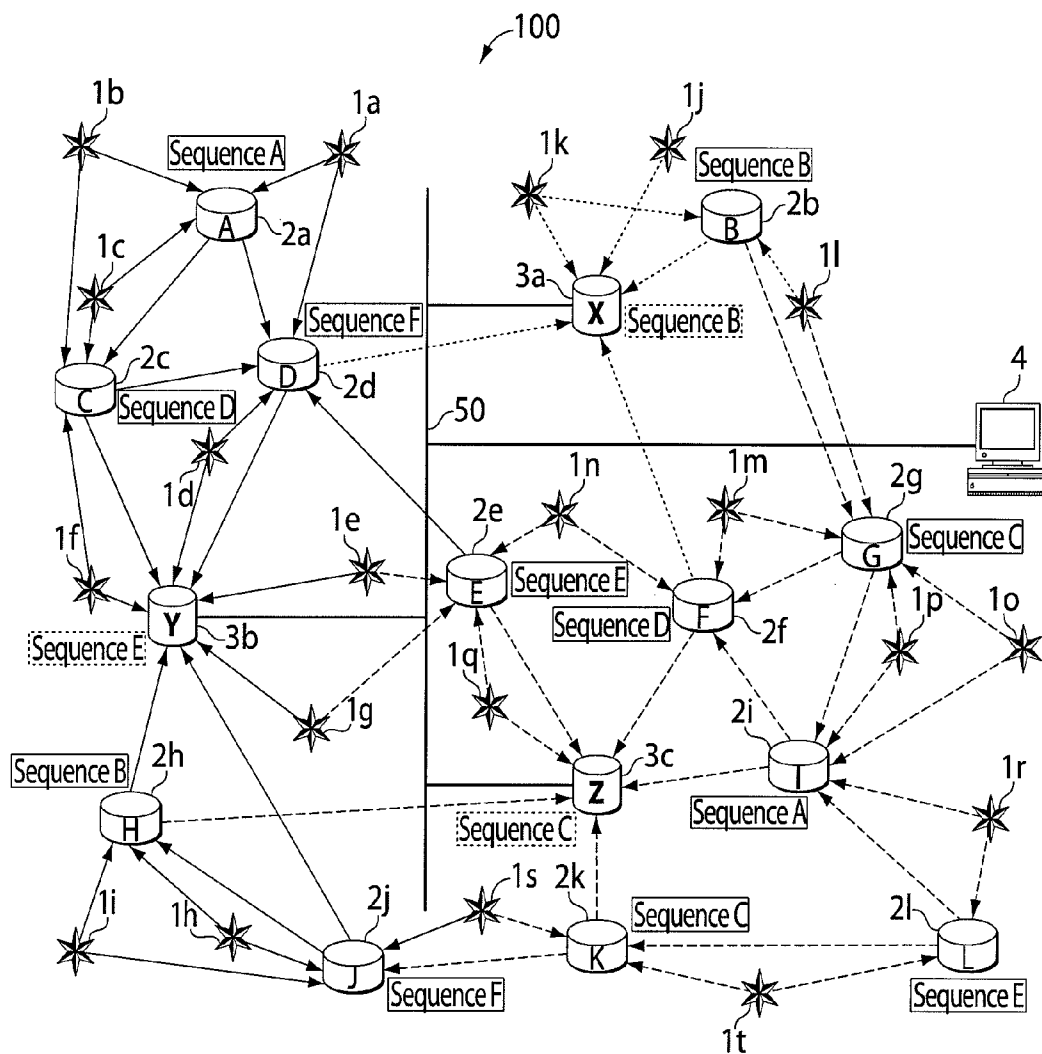 100
1b
1a
1j
1k
Sequence A
Sequence B
A
2a
B
2b
1c
3a
1l
X
Sequence F
Sequence B
2c
D
2d
C
Sequence D
50
4
1d
1n
1m
2g
2e
G
Sequence C
1f
1e
E
Sequence E
F
Sequence D
2f
1p
1o
Y
3b
Sequence E
1q
1g
2i
3c
I
Sequence A
1r
2h
Sequence B
H
Z
Sequence C
1s
2k
Sequence C
2l
1i
1h
2j
K
L
J
Sequence F
Sequence E
1t